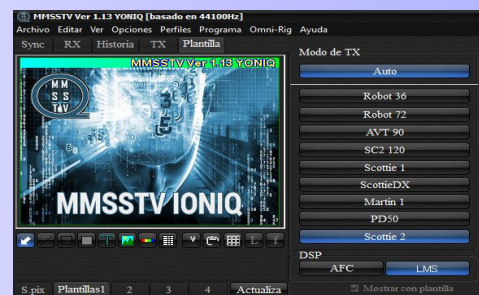 MMSSTV Ver 1.13 YONIQ [basado en 44100Hz]
Archivo Editar Ver Opciones Perfiles Programa Omni-Rig Ayuda
Sync RX Historia TX Plantilla
Modo de TX
MMSSTV Ver 1.13 YONIQ
Auto
MM
SS
TV
Robot 36
Robot 72
AVT 90
SC2 120
Scottie 1
ScottieDX
Martin 1
PD50
Scottie 2
MMSSTV IONIQ
DSP
AFC LMS
S.pix Plantillas1 2 3 4 Actualiza
Mostrar con plantilla